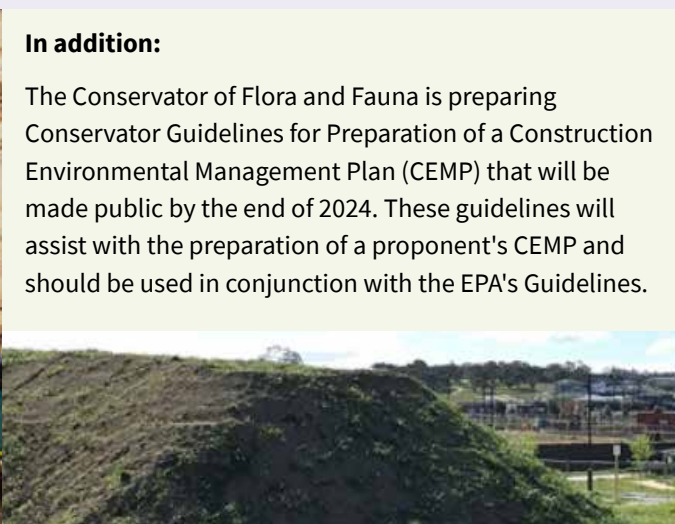 In addition:
The Conservator of Flora and Fauna is preparing
Conservator Guidelines for Preparation of a Construction
Environmental Management Plan (CEMP) that will be
made public by the end of 2024. These guidelines will
assist with the preparation of a proponent's CEMP and
should be used in conjunction with the EPA's Guidelines.